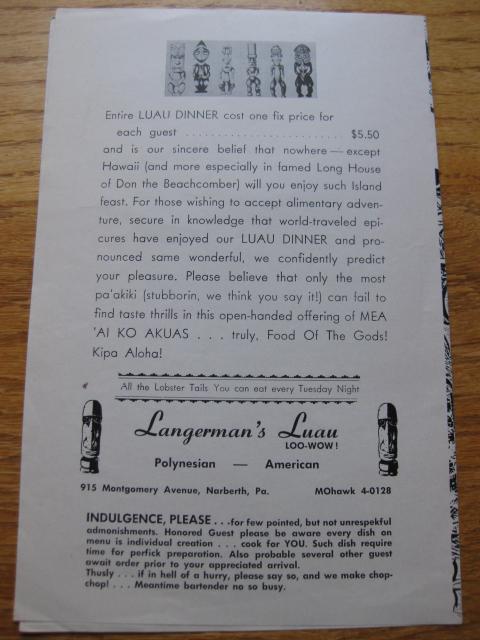 Entire LUAU DINNER cost one fix price for
each guest ........................ $5.50
and is our sincere belief that nowhere — except
Hawaii (and more especially in famed Long House
of Don the Beachcomber) will you enjoy such Island
feast. For those wishing to accept alimentary adven-
ture, secure in knowledge that world-traveled epi-
cures have enjoyed our LUAU DINNER and pro-
nounced same wonderful, we confidently predict
your pleasure. Please believe that only the most
pa'akiki (stubborin, we think you say it!) can fail to
find taste thrills in this open-handed offering of MEA
'AI KO AKUAS . . . truly, Food Of The Gods!
Kipa Aloha!
All the Lobster Tails You can eat every Tuesday Night
Langerman's Luau
LOO-WOW!
Polynesian — American
915 Montgomery Avenue, Narberth, Pa. MOhawk 4-0128
INDULGENCE, PLEASE . . . for few pointed, but not unrespekful
admonishments. Honored Guest please be aware every dish on
menu is individual creation . . . cook for YOU. Such dish require
time for perfick preparation. Also probable several other guest
await order prior to your appreciated arrival.
Thusly . . . if in hell of a hurry, please say so, and we make chop-
chop! . . . Meantime bartender no so busy.